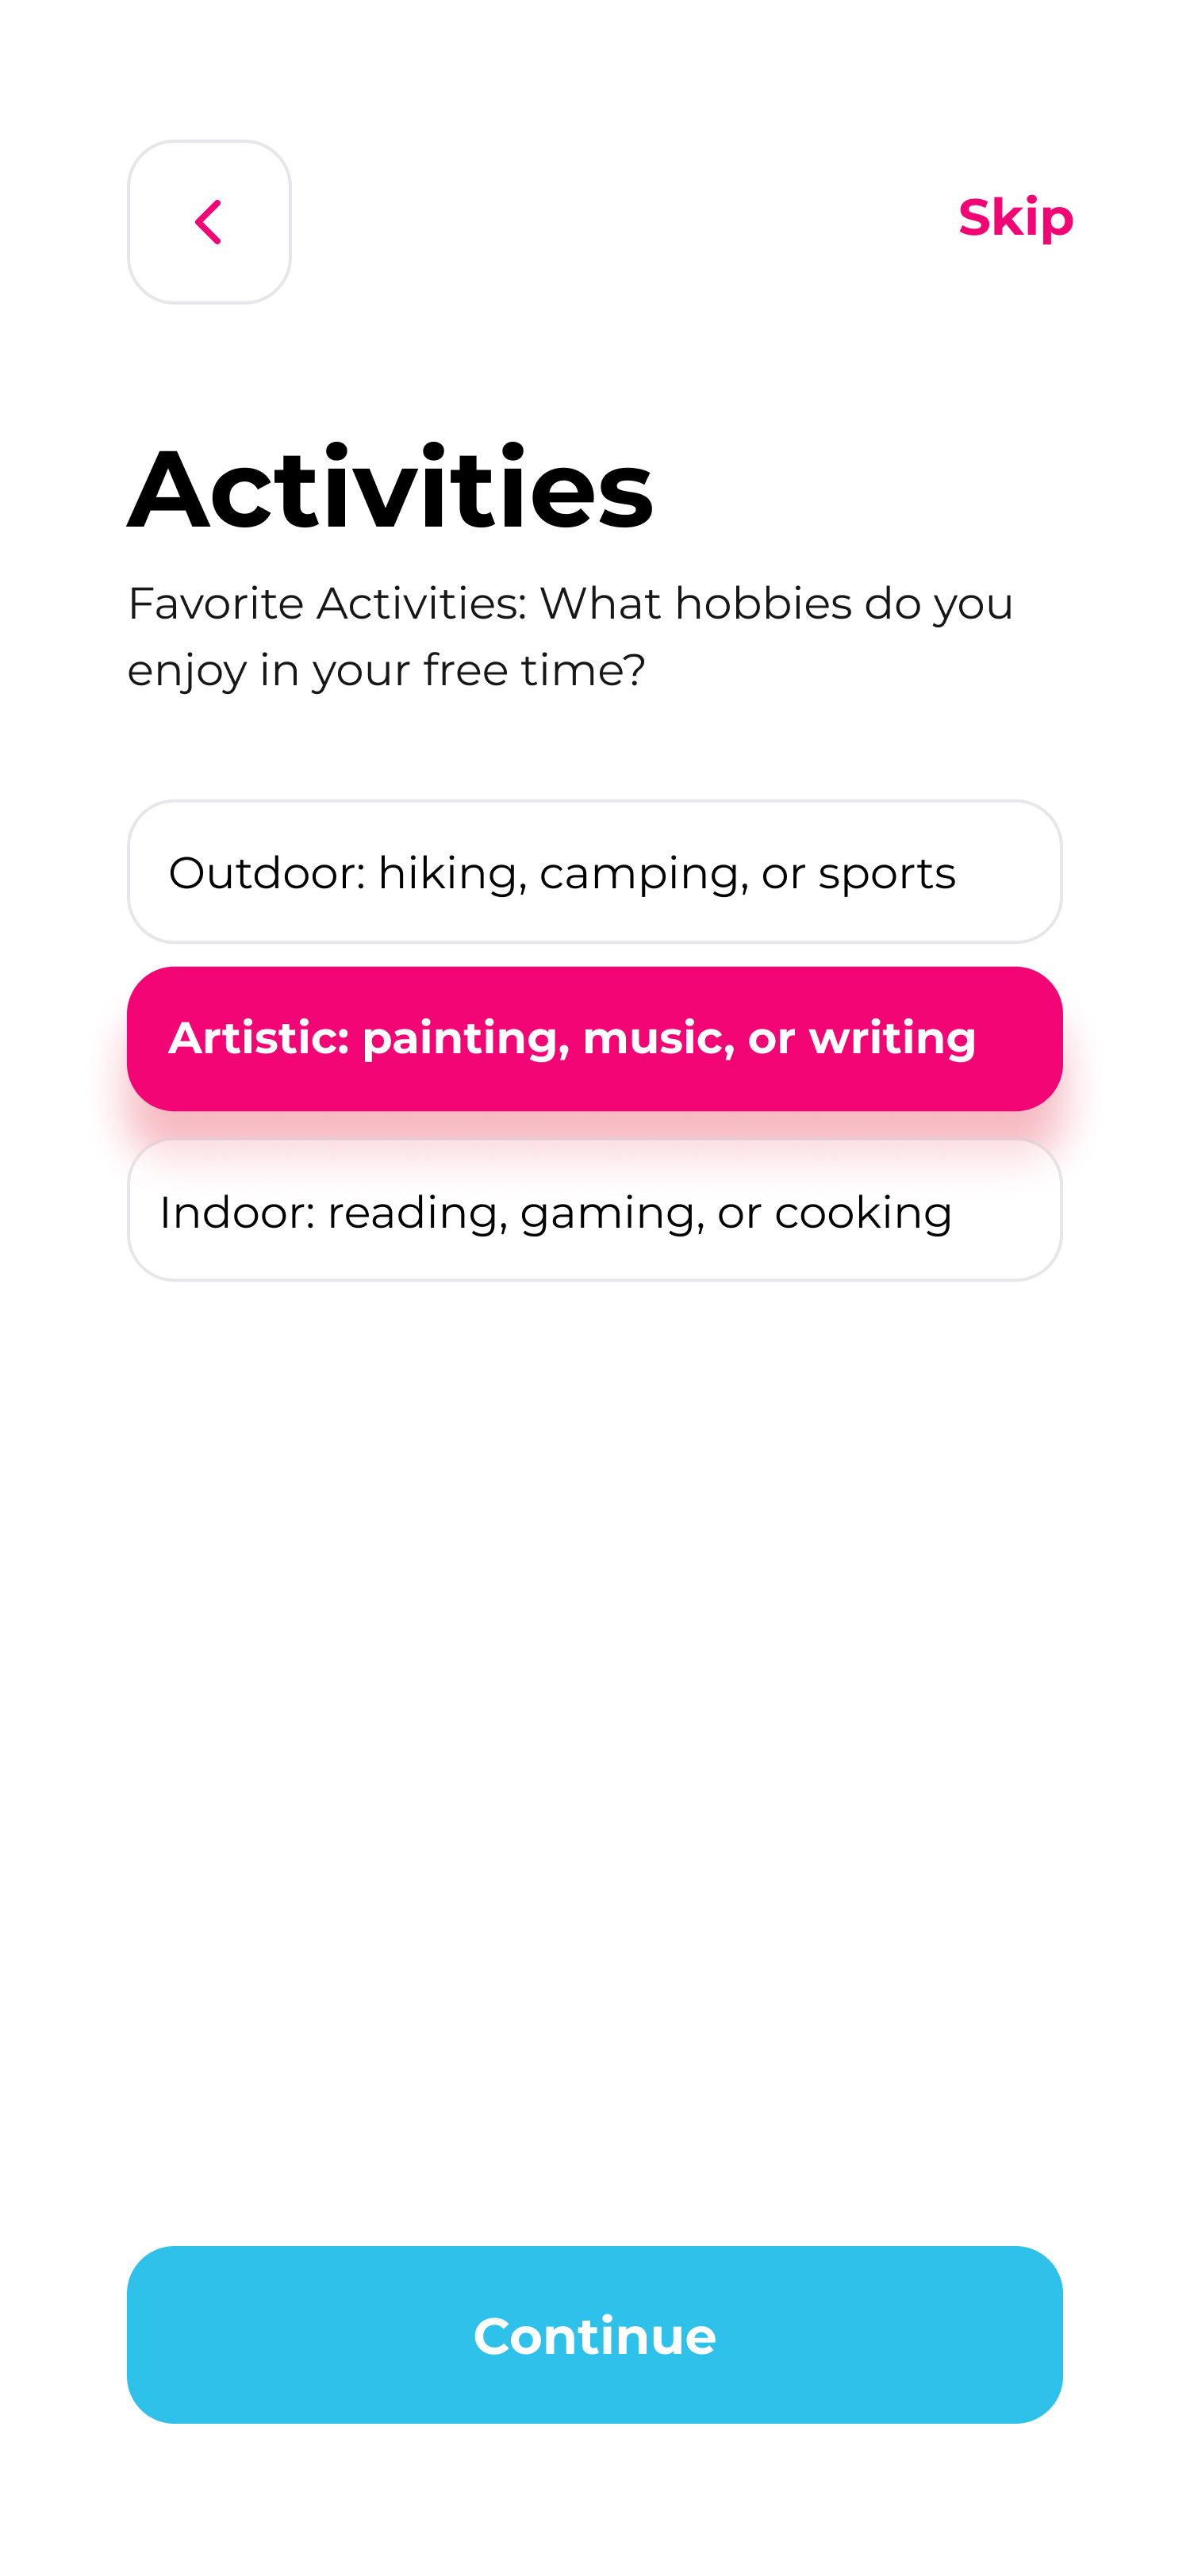 Skip
Activities
Favorite Activities: What hobbies do you
enjoy in your free time?
Outdoor: hiking, camping, or sports
Artistic: painting, music, or writing
Indoor: reading, gaming, or cooking
Continue